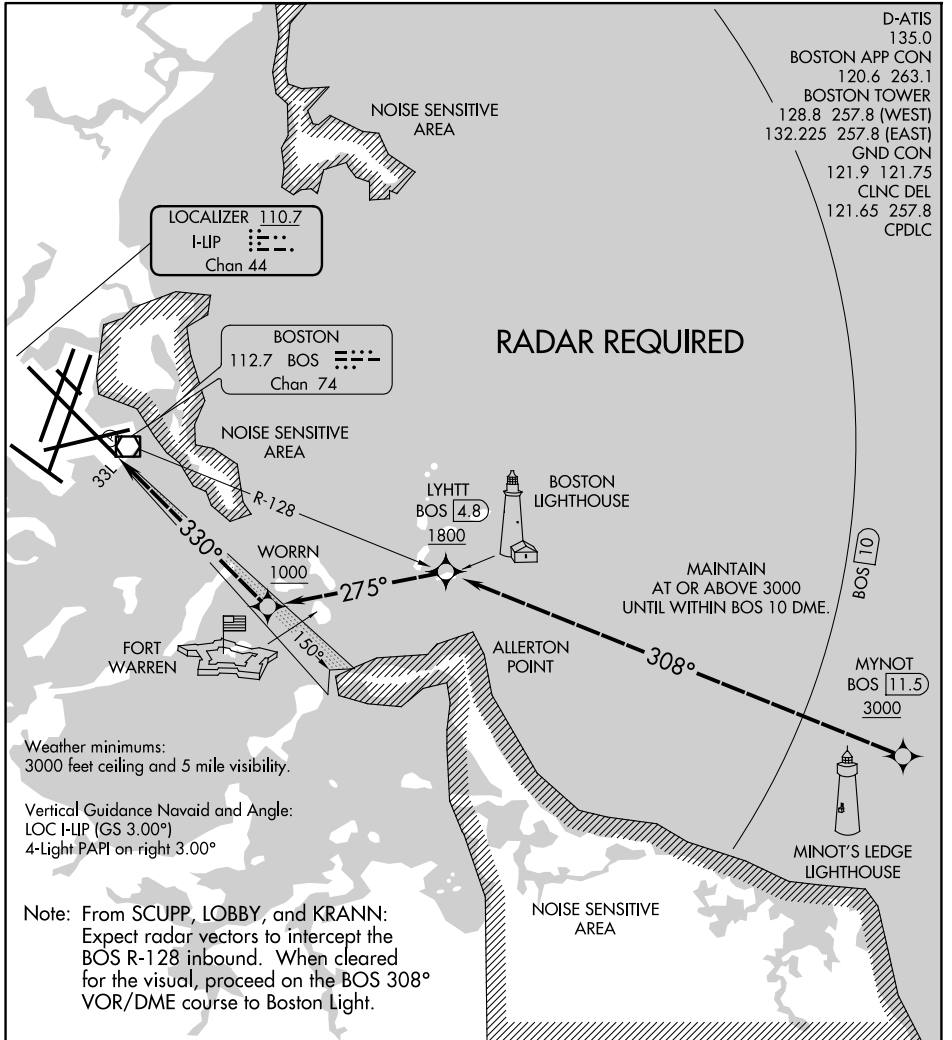 D-ATIS
135.0
BOSTON APP CON
120.6 263.1
BOSTON TOWER
128.8 257.8 (WEST)
132.225 257.8 (EAST)
GND CON
121.9 121.75
CLNC DEL
121.65 257.8
CPDLC
NOISE SENSITIVE
AREA
LOCALIZER 110.7
I-LIP
Chan 44
RADAR REQUIRED
BOSTON
112.7 BOS
Chan 74
NOISE SENSITIVE
AREA
33L
R-128
LYHTT
BOS 4.8
1800
BOSTON
LIGHTHOUSE
330°
WORRN
1000
275°
MAINTAIN
AT OR ABOVE 3000
UNTIL WITHIN BOS 10 DME.
BOS 10
FORT
WARREN
150°
ALLERTON
POINT
308°
MYNOT
BOS 11.5
3000
Weather minimums:
3000 feet ceiling and 5 mile visibility.
Vertical Guidance Navaid and Angle:
LOC I-LIP (GS 3.00°)
4-Light PAPI on right 3.00°
MINOT'S LEDGE
LIGHTHOUSE
NOISE SENSITIVE
AREA
Note: From SCUPP, LOBBY, and KRANN:
Expect radar vectors to intercept the
BOS R-128 inbound. When cleared
for the visual, proceed on the BOS 308°
VOR/DME course to Boston Light.